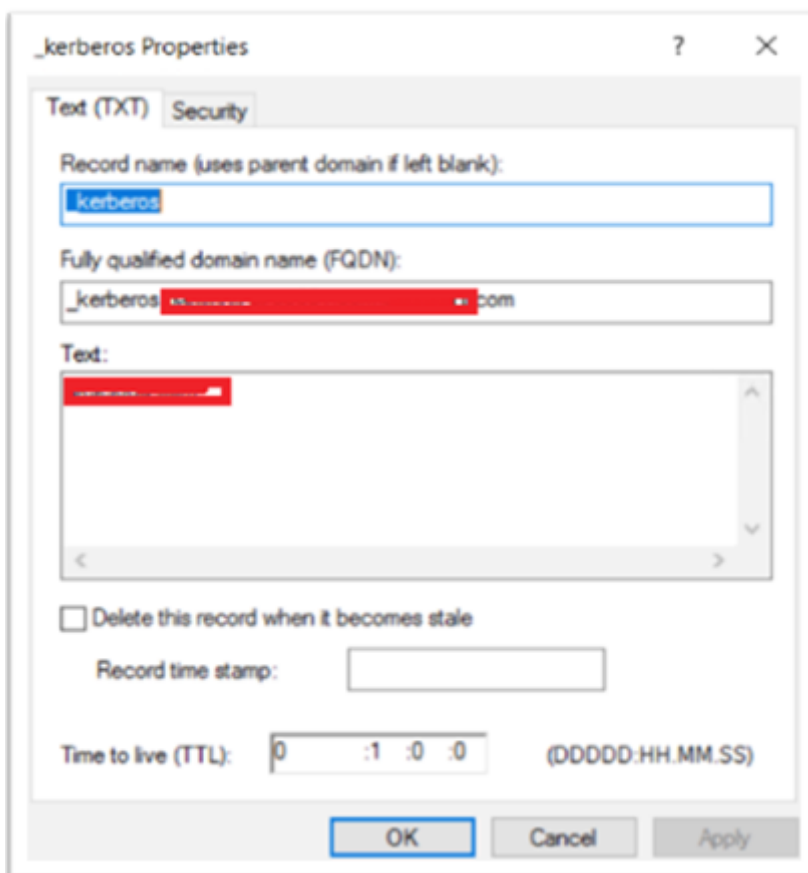 _kerberos Properties
Text (TXT) Security
Record name (uses parent domain if left blank):
_kerberos
Fully qualified domain name (FQDN):
_kerberos com
Text:
Delete this record when it becomes stale
Record time stamp:
Time to live (TTL): 0 :1 :0 :0 (DDDDD:HH.MM.SS)
OK Cancel Apply